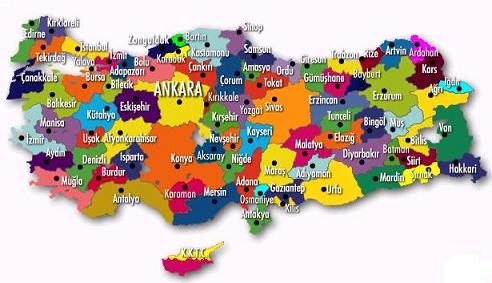 Sinop
Kırklareli
Bartın
Edirne
Zonguldak
Artvin
Ardahan
Tekirdağ
İstanbul
Kastamonu
Samsun
Trabzon
Rize
Yalova
İzmit
Bolu
Karabük
Giresun
Kars
Adapazarı
Çankırı
Amasya
Ordu
Gümüşhane
Bayburt
Çanakkale
Bursa
Bilecik
Çorum
Tokat
Iğdır
ANKARA
Kırıkkale
Erzincan
Erzurum
Ağrı
Balıkesir
Eskişehir
Yozgat
Sivas
Kütahya
Kırşehir
Tunceli
Manisa
Bingöl
Muş
Van
İzmir
Uşak
Afyonkarahisar
Nevşehir
Kayseri
Elazığ
Bitlis
Aydın
Denizli
Isparta
Konya
Aksaray
Niğde
Malatya
Diyarbakır
Batman
Siirt
Burdur
Maraş
Adıyaman
Hakkari
Muğla
Karaman
Mersin
Adana
Gaziantep
Urfa
Mardin
Şırnak
Antalya
Osmaniye
Kilis
Antakya
KKTC